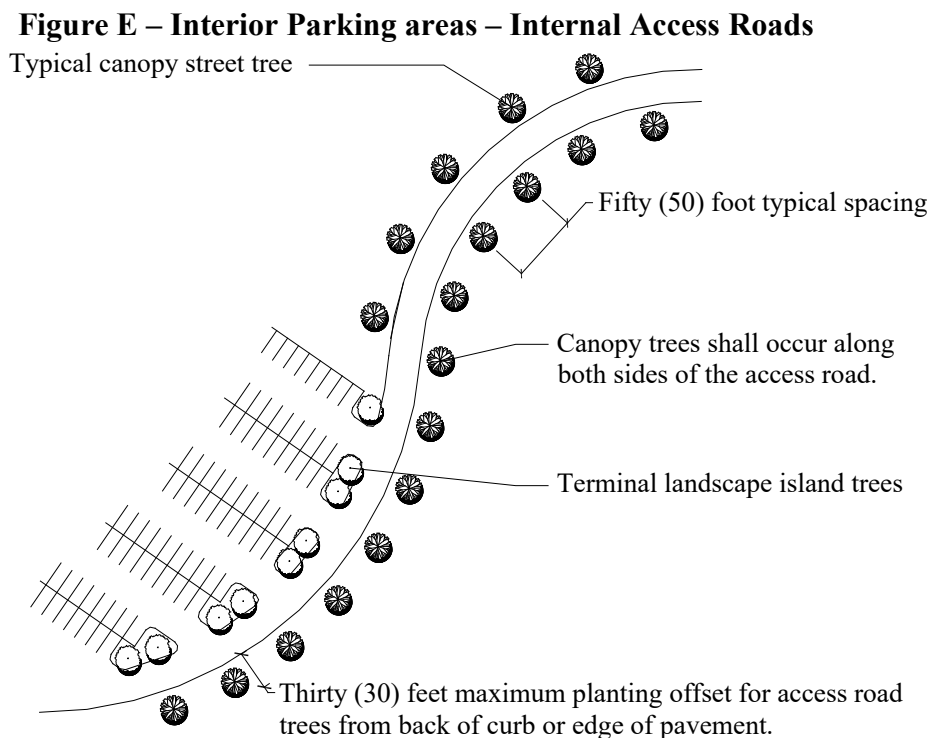 Figure E – Interior Parking areas – Internal Access Roads
Typical canopy street tree
Fifty (50) foot typical spacing
Canopy trees shall occur along
both sides of the access road.
Terminal landscape island trees
Thirty (30) feet maximum planting offset for access road
trees from back of curb or edge of pavement.